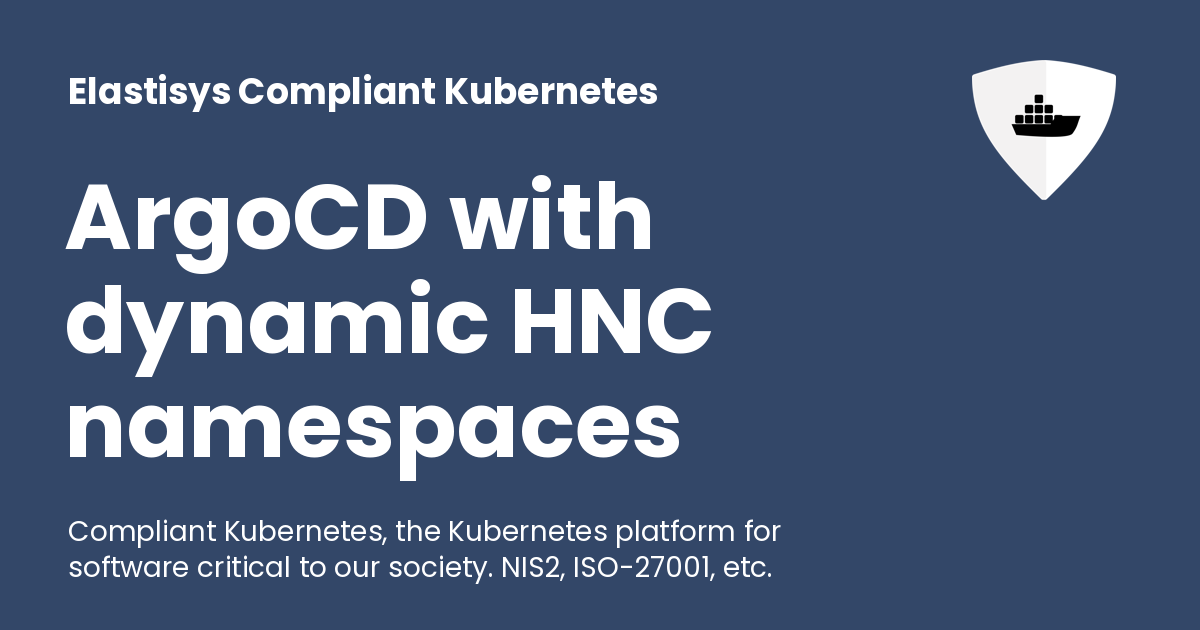 Elastisys Compliant Kubernetes
ArgoCD with
dynamic HNC
namespaces
Compliant Kubernetes, the Kubernetes platform for
software critical to our society. NIS2, ISO-27001, etc.